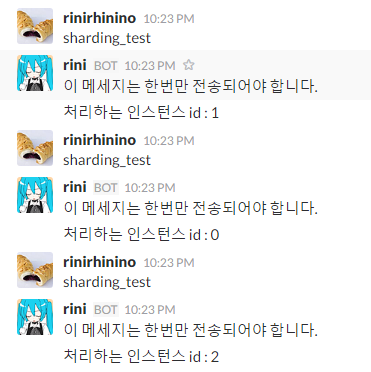 rinirhinino 10:23 PM
sharding_test
rini BOT 10:23 PM ☆
이 메세지는 한번만 전송되어야 합니다.
처리하는 인스턴스 id : 1
rinirhinino 10:23 PM
sharding_test
rini BOT 10:23 PM
이 메세지는 한번만 전송되어야 합니다.
처리하는 인스턴스 id : 0
rinirhinino 10:23 PM
sharding_test
rini BOT 10:23 PM
이 메세지는 한번만 전송되어야 합니다.
처리하는 인스턴스 id : 2